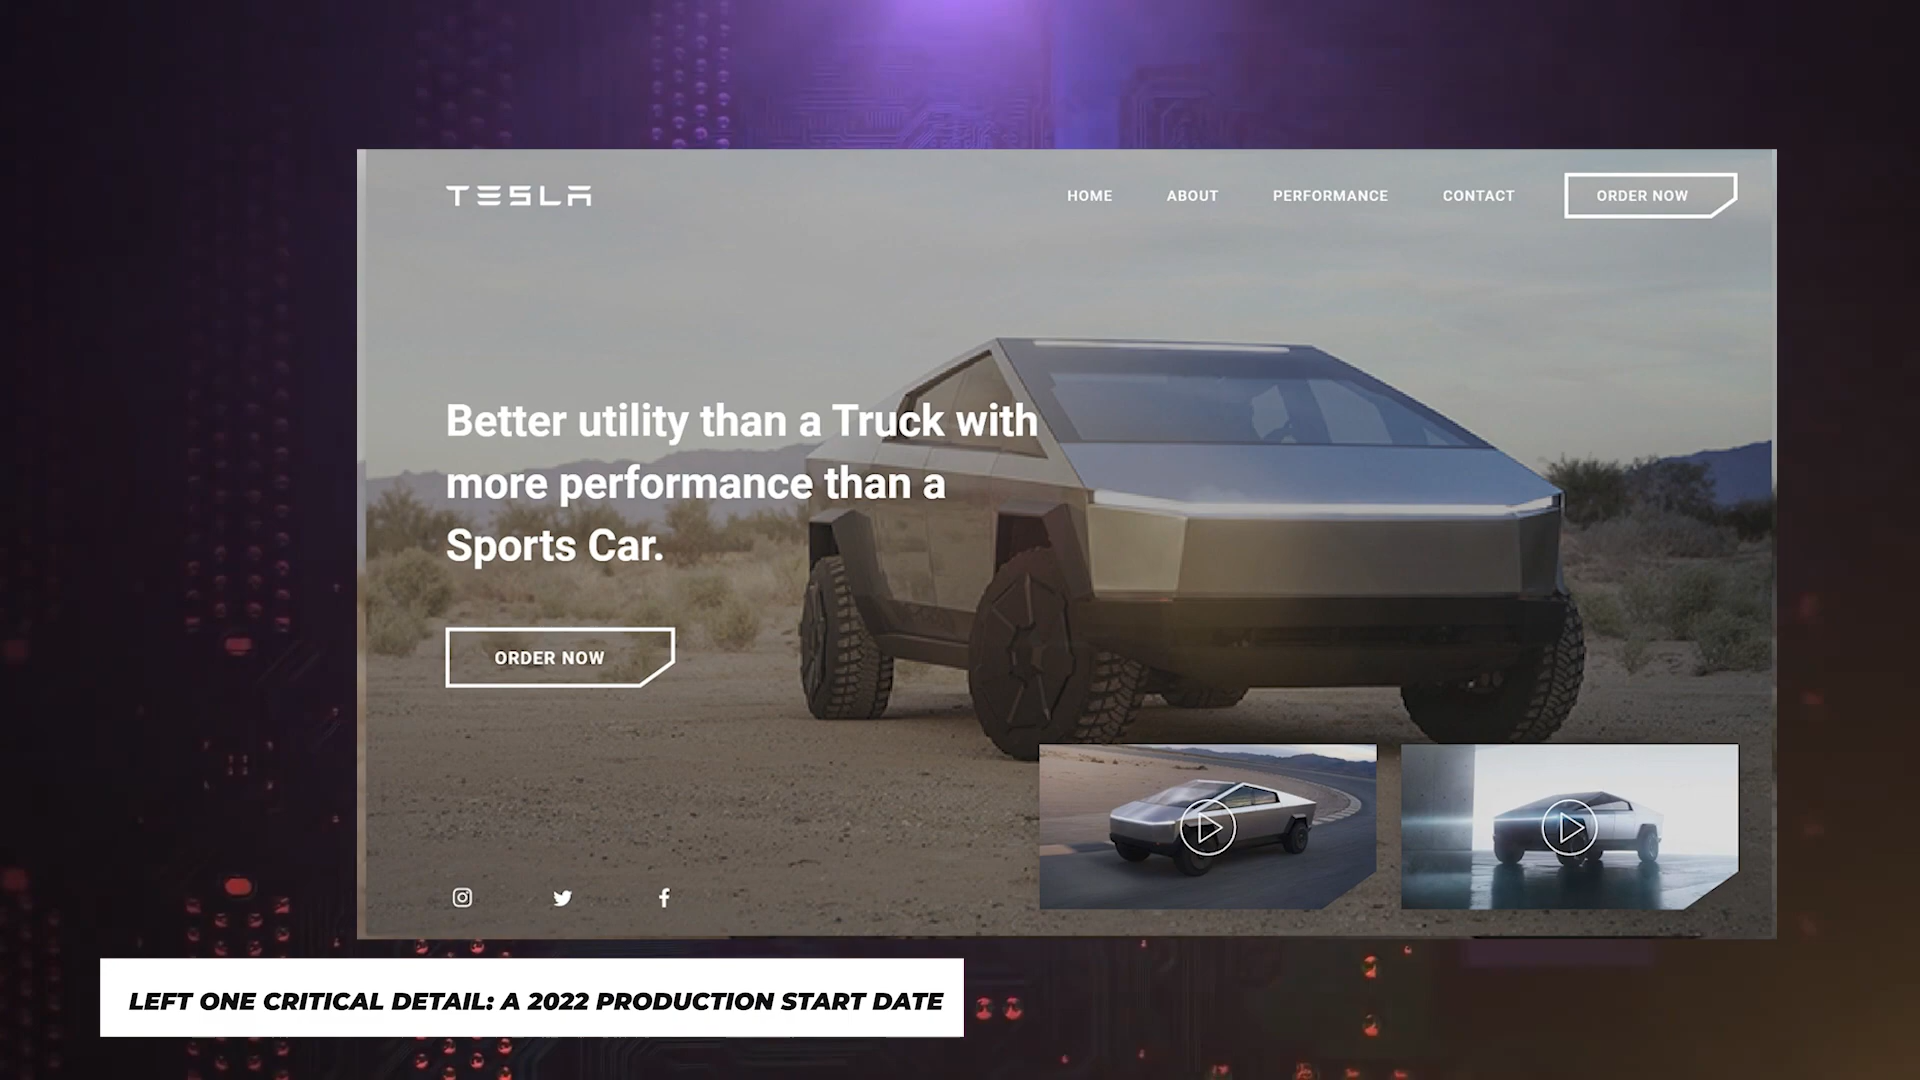 TESLA
HOME
ABOUT
PERFORMANCE
CONTACT
ORDER NOW
Better utility than a Truck with
more performance than a
Sports Car.
ORDER NOW
LEFT ONE CRITICAL DETAIL: A 2022 PRODUCTION START DATE